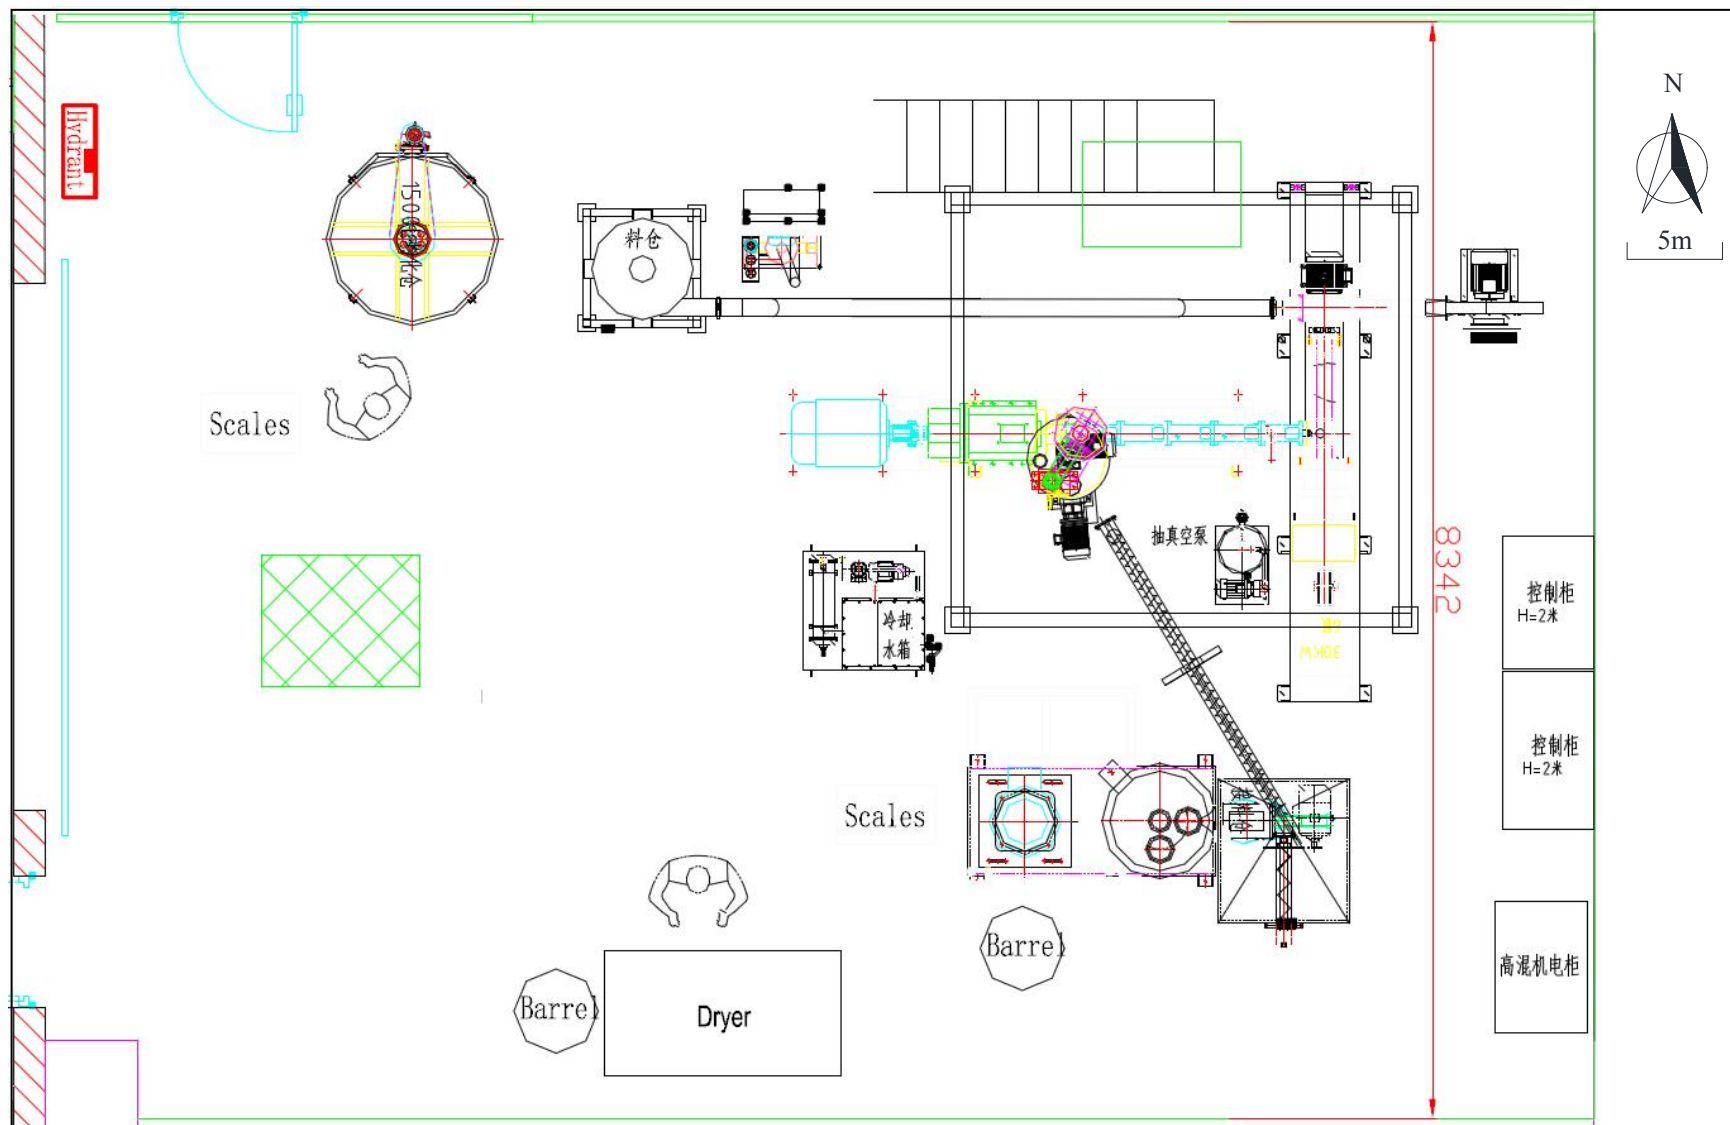 N
5m
Hydrant
料仓
Scales
抽真空泵
8342
控制柜
H=2米
冷却
水箱
30KW
控制柜
H=2米
Scales
Barrel
高混机电柜
Barrel
Dryer